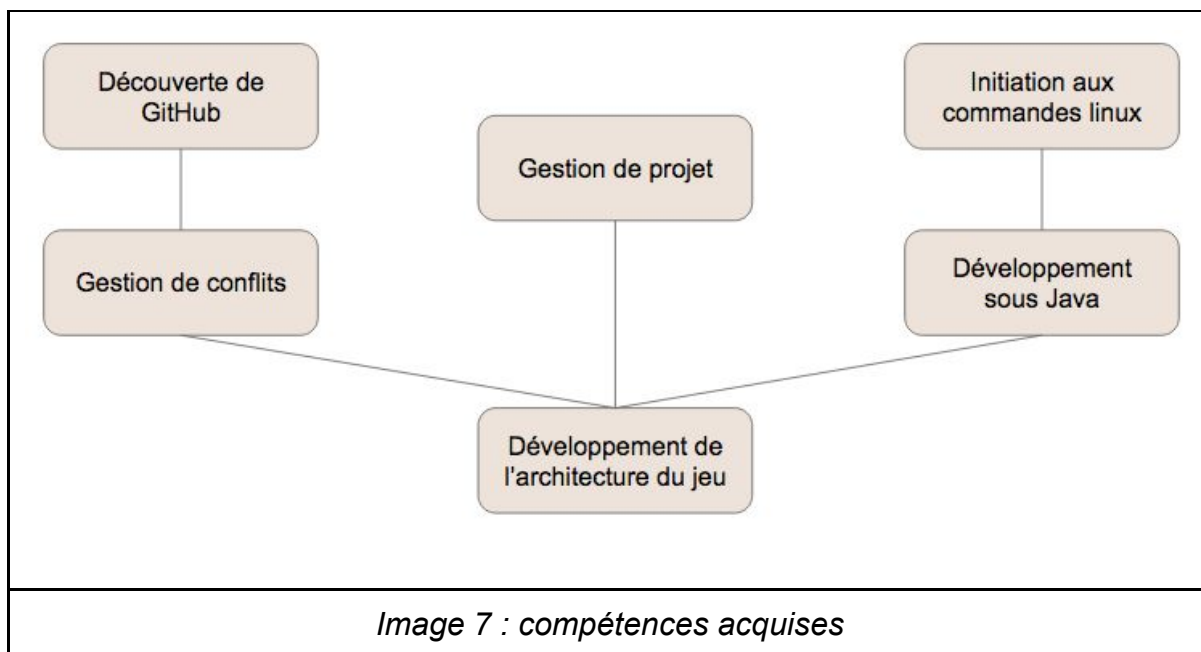 Découverte de
GitHub
Initiation aux
commandes linux
Gestion de projet
Gestion de conflits
Développement
sous Java
Développement de
l'architecture du jeu
Image 7 : compétences acquises